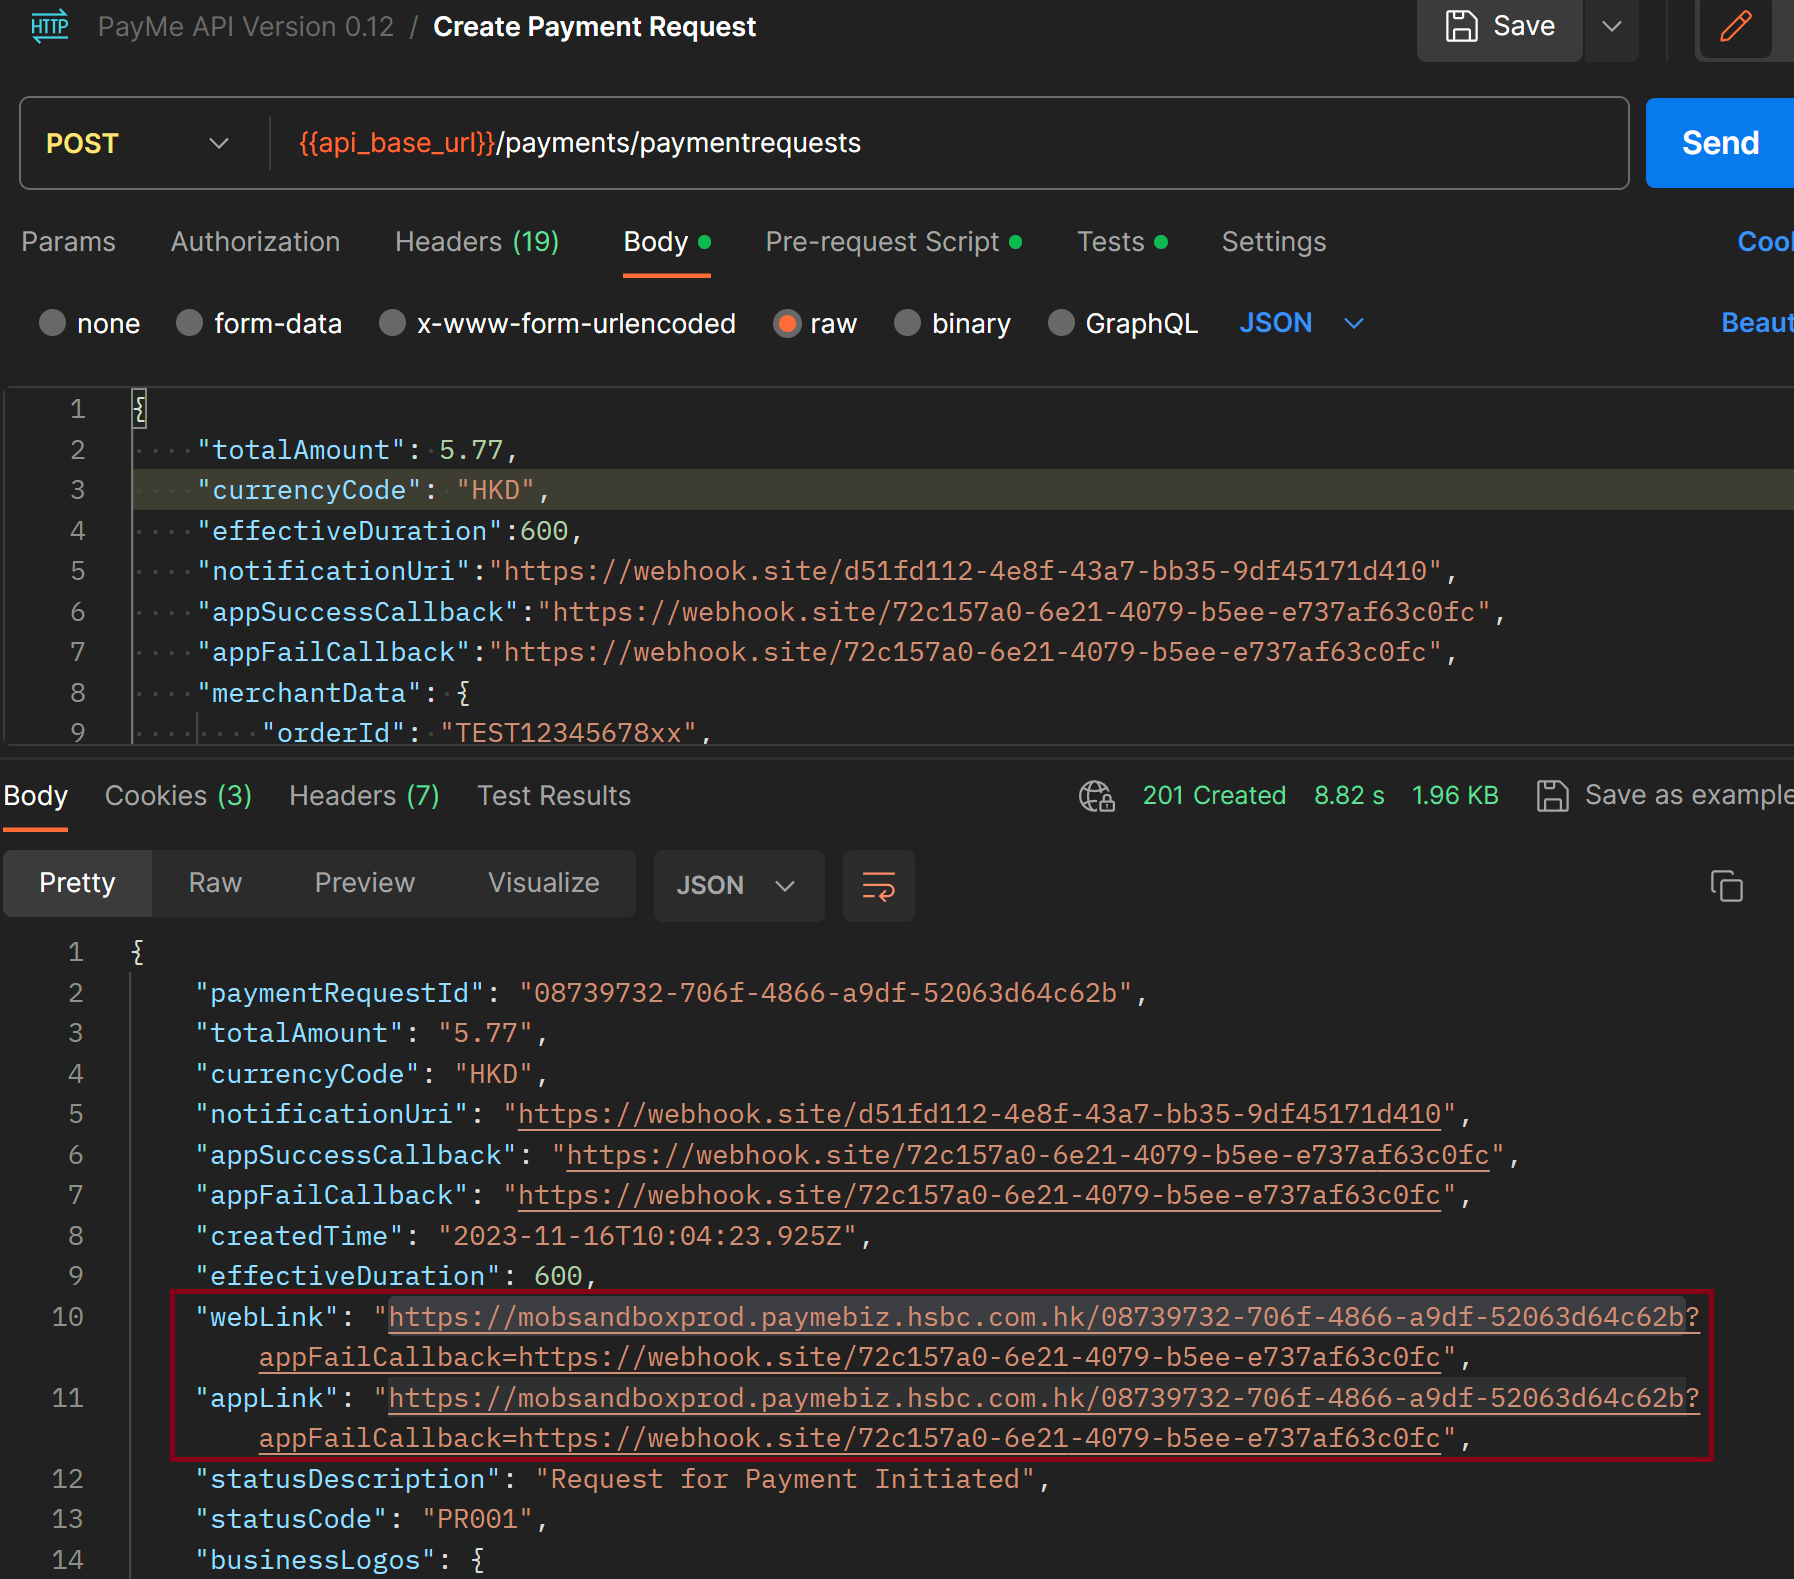 HTTP PayMe API Version 0.12 / Create Payment Request Save
POST {{api_base_url}}/payments/paymentrequests Send
Params Authorization Headers (19) Body Pre-request Script Tests Settings
none form-data x-www-form-urlencoded raw binary GraphQL JSON
1 {
2 "totalAmount": 5.77,
3 "currencyCode": "HKD",
4 "effectiveDuration":600,
5 "notificationUri":"https://webhook.site/d51fd112-4e8f-43a7-bb35-9df45171d410",
6 "appSuccessCallback":"https://webhook.site/72c157a0-6e21-4079-b5ee-e737af63c0fc",
7 "appFailCallback":"https://webhook.site/72c157a0-6e21-4079-b5ee-e737af63c0fc",
8 "merchantData": {
9 "orderId": "TEST12345678xx",
Body Cookies (3) Headers (7) Test Results 201 Created 8.82 s 1.96 KB Save as example
Pretty Raw Preview Visualize JSON
1 {
2 "paymentRequestId": "08739732-706f-4866-a9df-52063d64c62b",
3 "totalAmount": "5.77",
4 "currencyCode": "HKD",
5 "notificationUri": "https://webhook.site/d51fd112-4e8f-43a7-bb35-9df45171d410",
6 "appSuccessCallback": "https://webhook.site/72c157a0-6e21-4079-b5ee-e737af63c0fc",
7 "appFailCallback": "https://webhook.site/72c157a0-6e21-4079-b5ee-e737af63c0fc",
8 "createdTime": "2023-11-16T10:04:23.925Z",
9 "effectiveDuration": 600,
10 "webLink": "https://mobsandboxprod.paymebiz.hsbc.com.hk/08739732-706f-4866-a9df-52063d64c62b?
appFailCallback=https://webhook.site/72c157a0-6e21-4079-b5ee-e737af63c0fc",
11 "appLink": "https://mobsandboxprod.paymebiz.hsbc.com.hk/08739732-706f-4866-a9df-52063d64c62b?
appFailCallback=https://webhook.site/72c157a0-6e21-4079-b5ee-e737af63c0fc",
12 "statusDescription": "Request for Payment Initiated",
13 "statusCode": "PR001",
14 "businessLogos": {